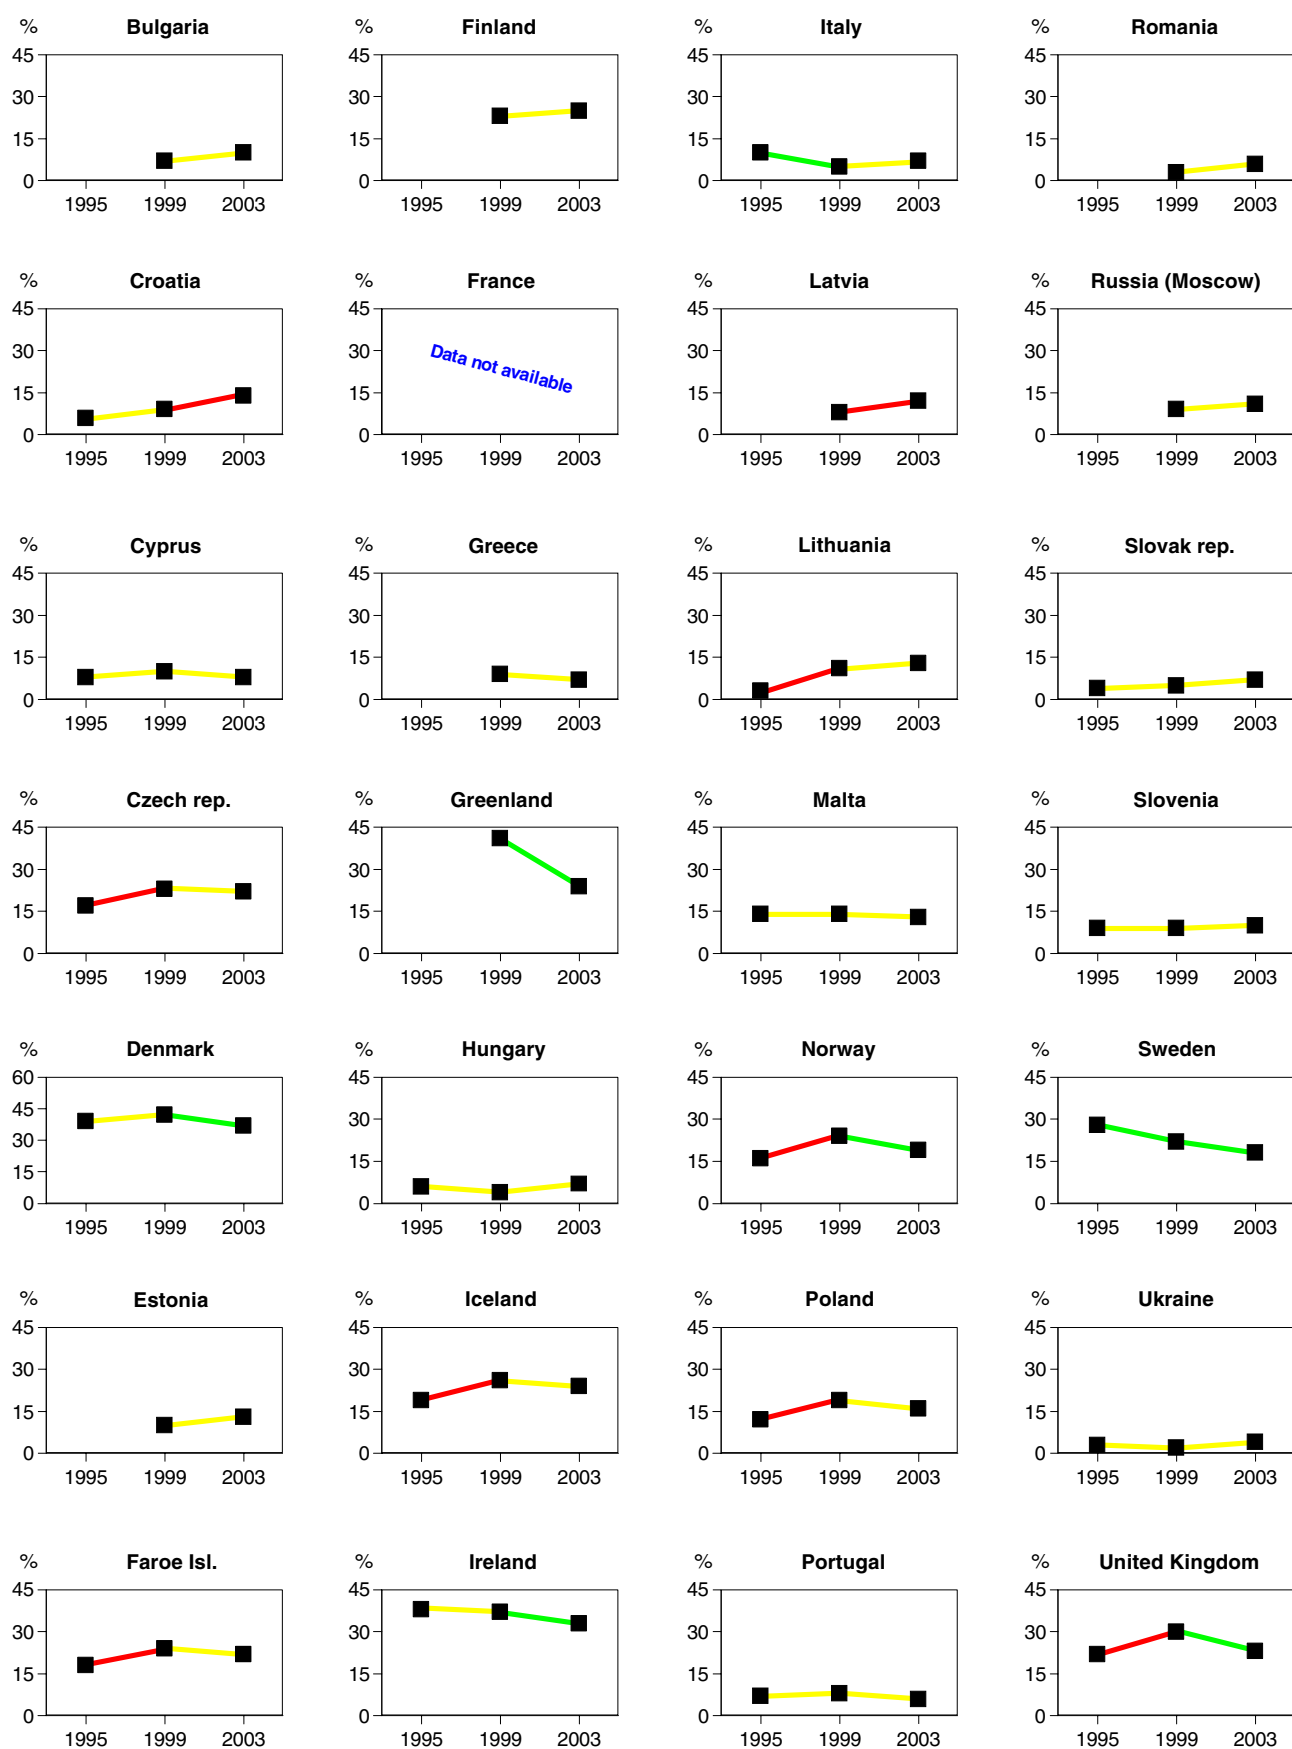 % Bulgaria % Finland % Italy % Romania
45 45 45 45
30 30 30 30
15 15 15 15
0 0 0 0
1995 1999 2003 1995 1999 2003 1995 1999 2003 1995 1999 2003
% Croatia % France % Latvia % Russia (Moscow)
45 45 45 45
30 30 30 30
Data not available
15 15 15 15
0 0 0 0
1995 1999 2003 1995 1999 2003 1995 1999 2003 1995 1999 2003
% Cyprus % Greece % Lithuania % Slovak rep.
45 45 45 45
30 30 30 30
15 15 15 15
0 0 0 0
1995 1999 2003 1995 1999 2003 1995 1999 2003 1995 1999 2003
% Czech rep. % Greenland % Malta % Slovenia
45 45 45 45
30 30 30 30
15 15 15 15
0 0 0 0
1995 1999 2003 1995 1999 2003 1995 1999 2003 1995 1999 2003
% Denmark % Hungary % Norway % Sweden
60 45 45 45
45 30 30 30
30 15 15 15
15 0 0 0
0
1995 1999 2003 1995 1999 2003 1995 1999 2003 1995 1999 2003
% Estonia % Iceland % Poland % Ukraine
45 45 45 45
30 30 30 30
15 15 15 15
0 0 0 0
1995 1999 2003 1995 1999 2003 1995 1999 2003 1995 1999 2003
% Faroe Isl. % Ireland % Portugal % United Kingdom
45 45 45 45
30 30 30 30
15 15 15 15
0 0 0 0
1995 1999 2003 1995 1999 2003 1995 1999 2003 1995 1999 2003